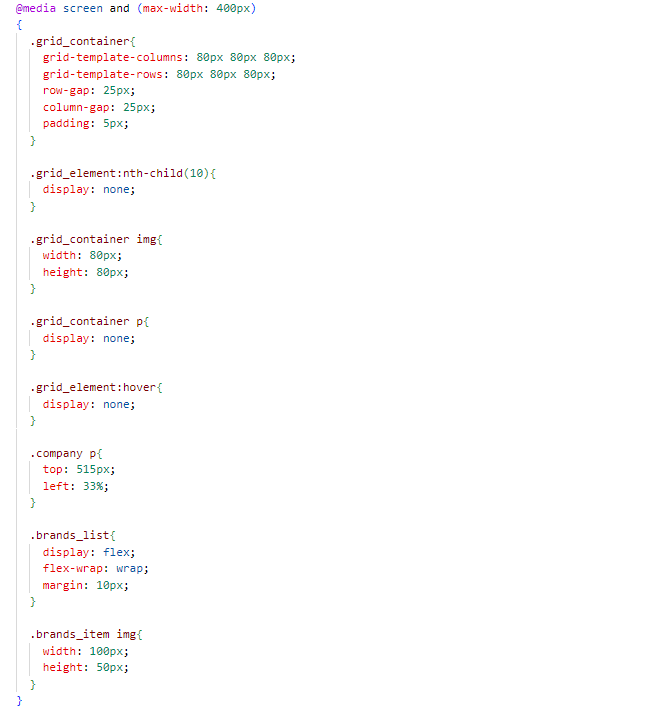 @media screen and (max-width: 400px)
{
.grid_container{
grid-template-columns: 80px 80px 80px;
grid-template-rows: 80px 80px 80px;
row-gap: 25px;
column-gap: 25px;
padding: 5px;
}
.grid_element:nth-child(10){
display: none;
}
.grid_container img{
width: 80px;
height: 80px;
}
.grid_container p{
display: none;
}
.grid_element:hover{
display: none;
}
.company p{
top: 515px;
left: 33%;
}
.brands_list{
display: flex;
flex-wrap: wrap;
margin: 10px;
}
.brands_item img{
width: 100px;
height: 50px;
}
}